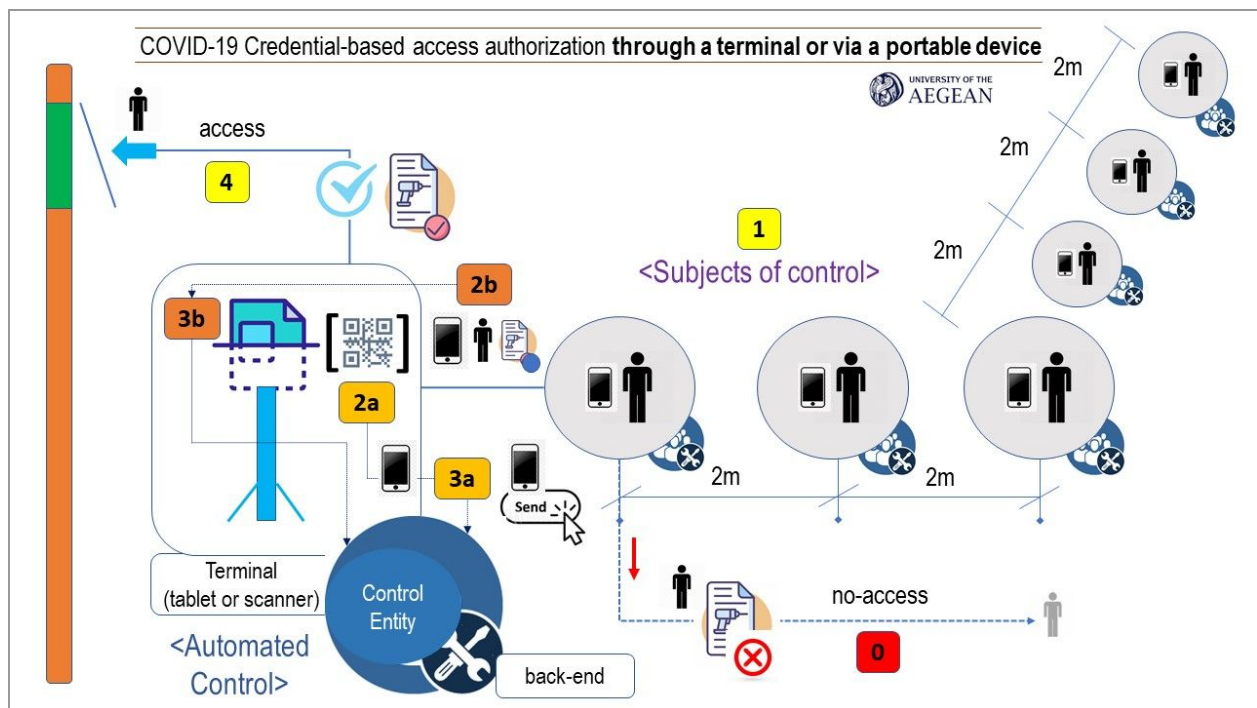 COVID-19 Credential-based access authorization through a terminal or via a portable device
UNIVERSITY OF THE
AEGEAN
2m
2m
2m
access
4
1
<Subjects of control>
2b
3b
2a
3a
Send
2m
2m
Terminal
(tablet or scanner)
Control
Entity
<Automated
Control>
back-end
no-access
0